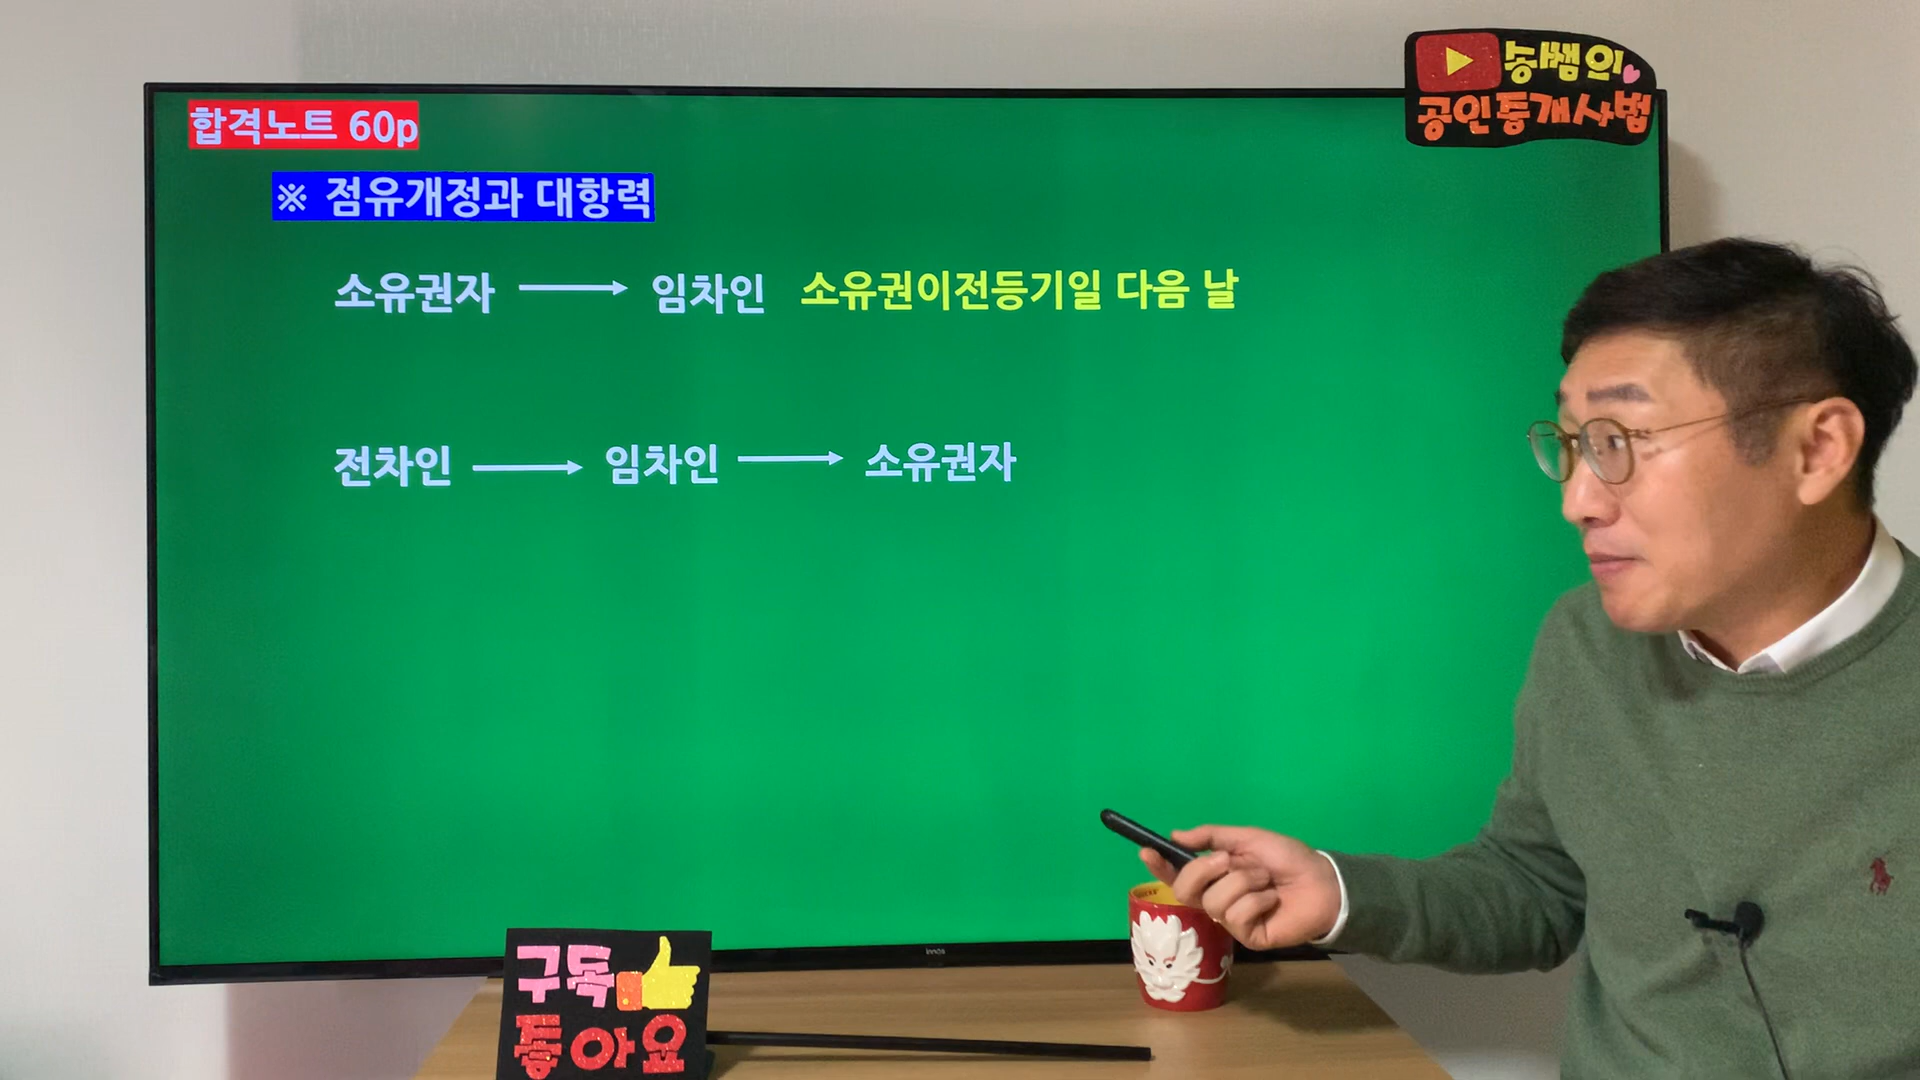 송쌤의
공인중개사법
합격노트 60p
※ 점유개정과 대항력
소유권자 → 임차인 소유권이전등기일 다음 날
전차인 → 임차인 → 소유권자
innos
구독
좋아요